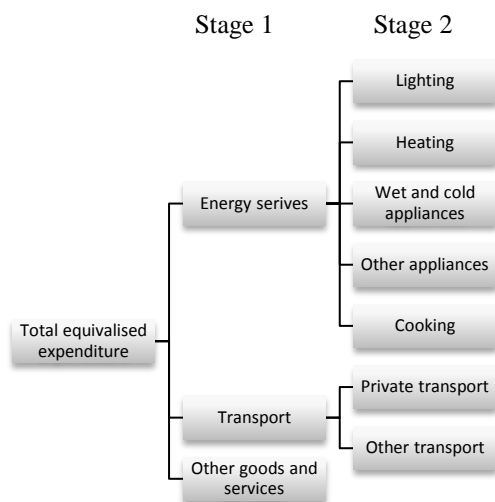 Stage 1
Stage 2
Lighting
Heating
Wet and cold
appliances
Energy serives
Other appliances
Cooking
Total equivalised
expenditure
Private transport
Transport
Other transport
Other goods and
services